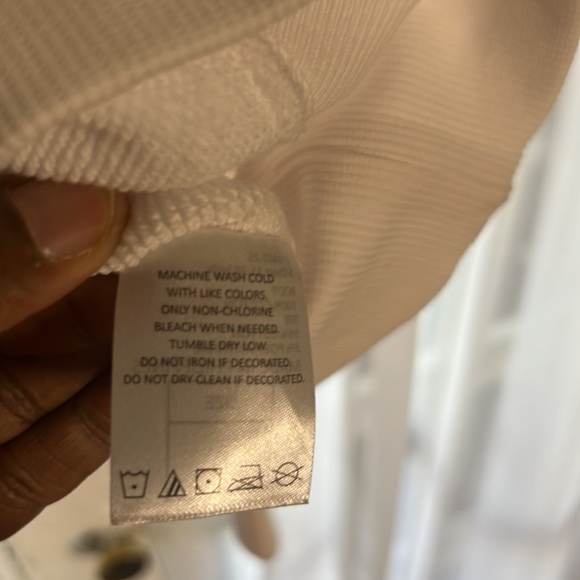 MACHINE WASH COLD
WITH LIKE COLORS.
ONLY NON-CHLORINE
BLEACH WHEN NEEDED.
TUMBLE DRY LOW.
DO NOT IRON IF DECORATED.
DO NOT DRY CLEAN IF DECORATED.
SIZE